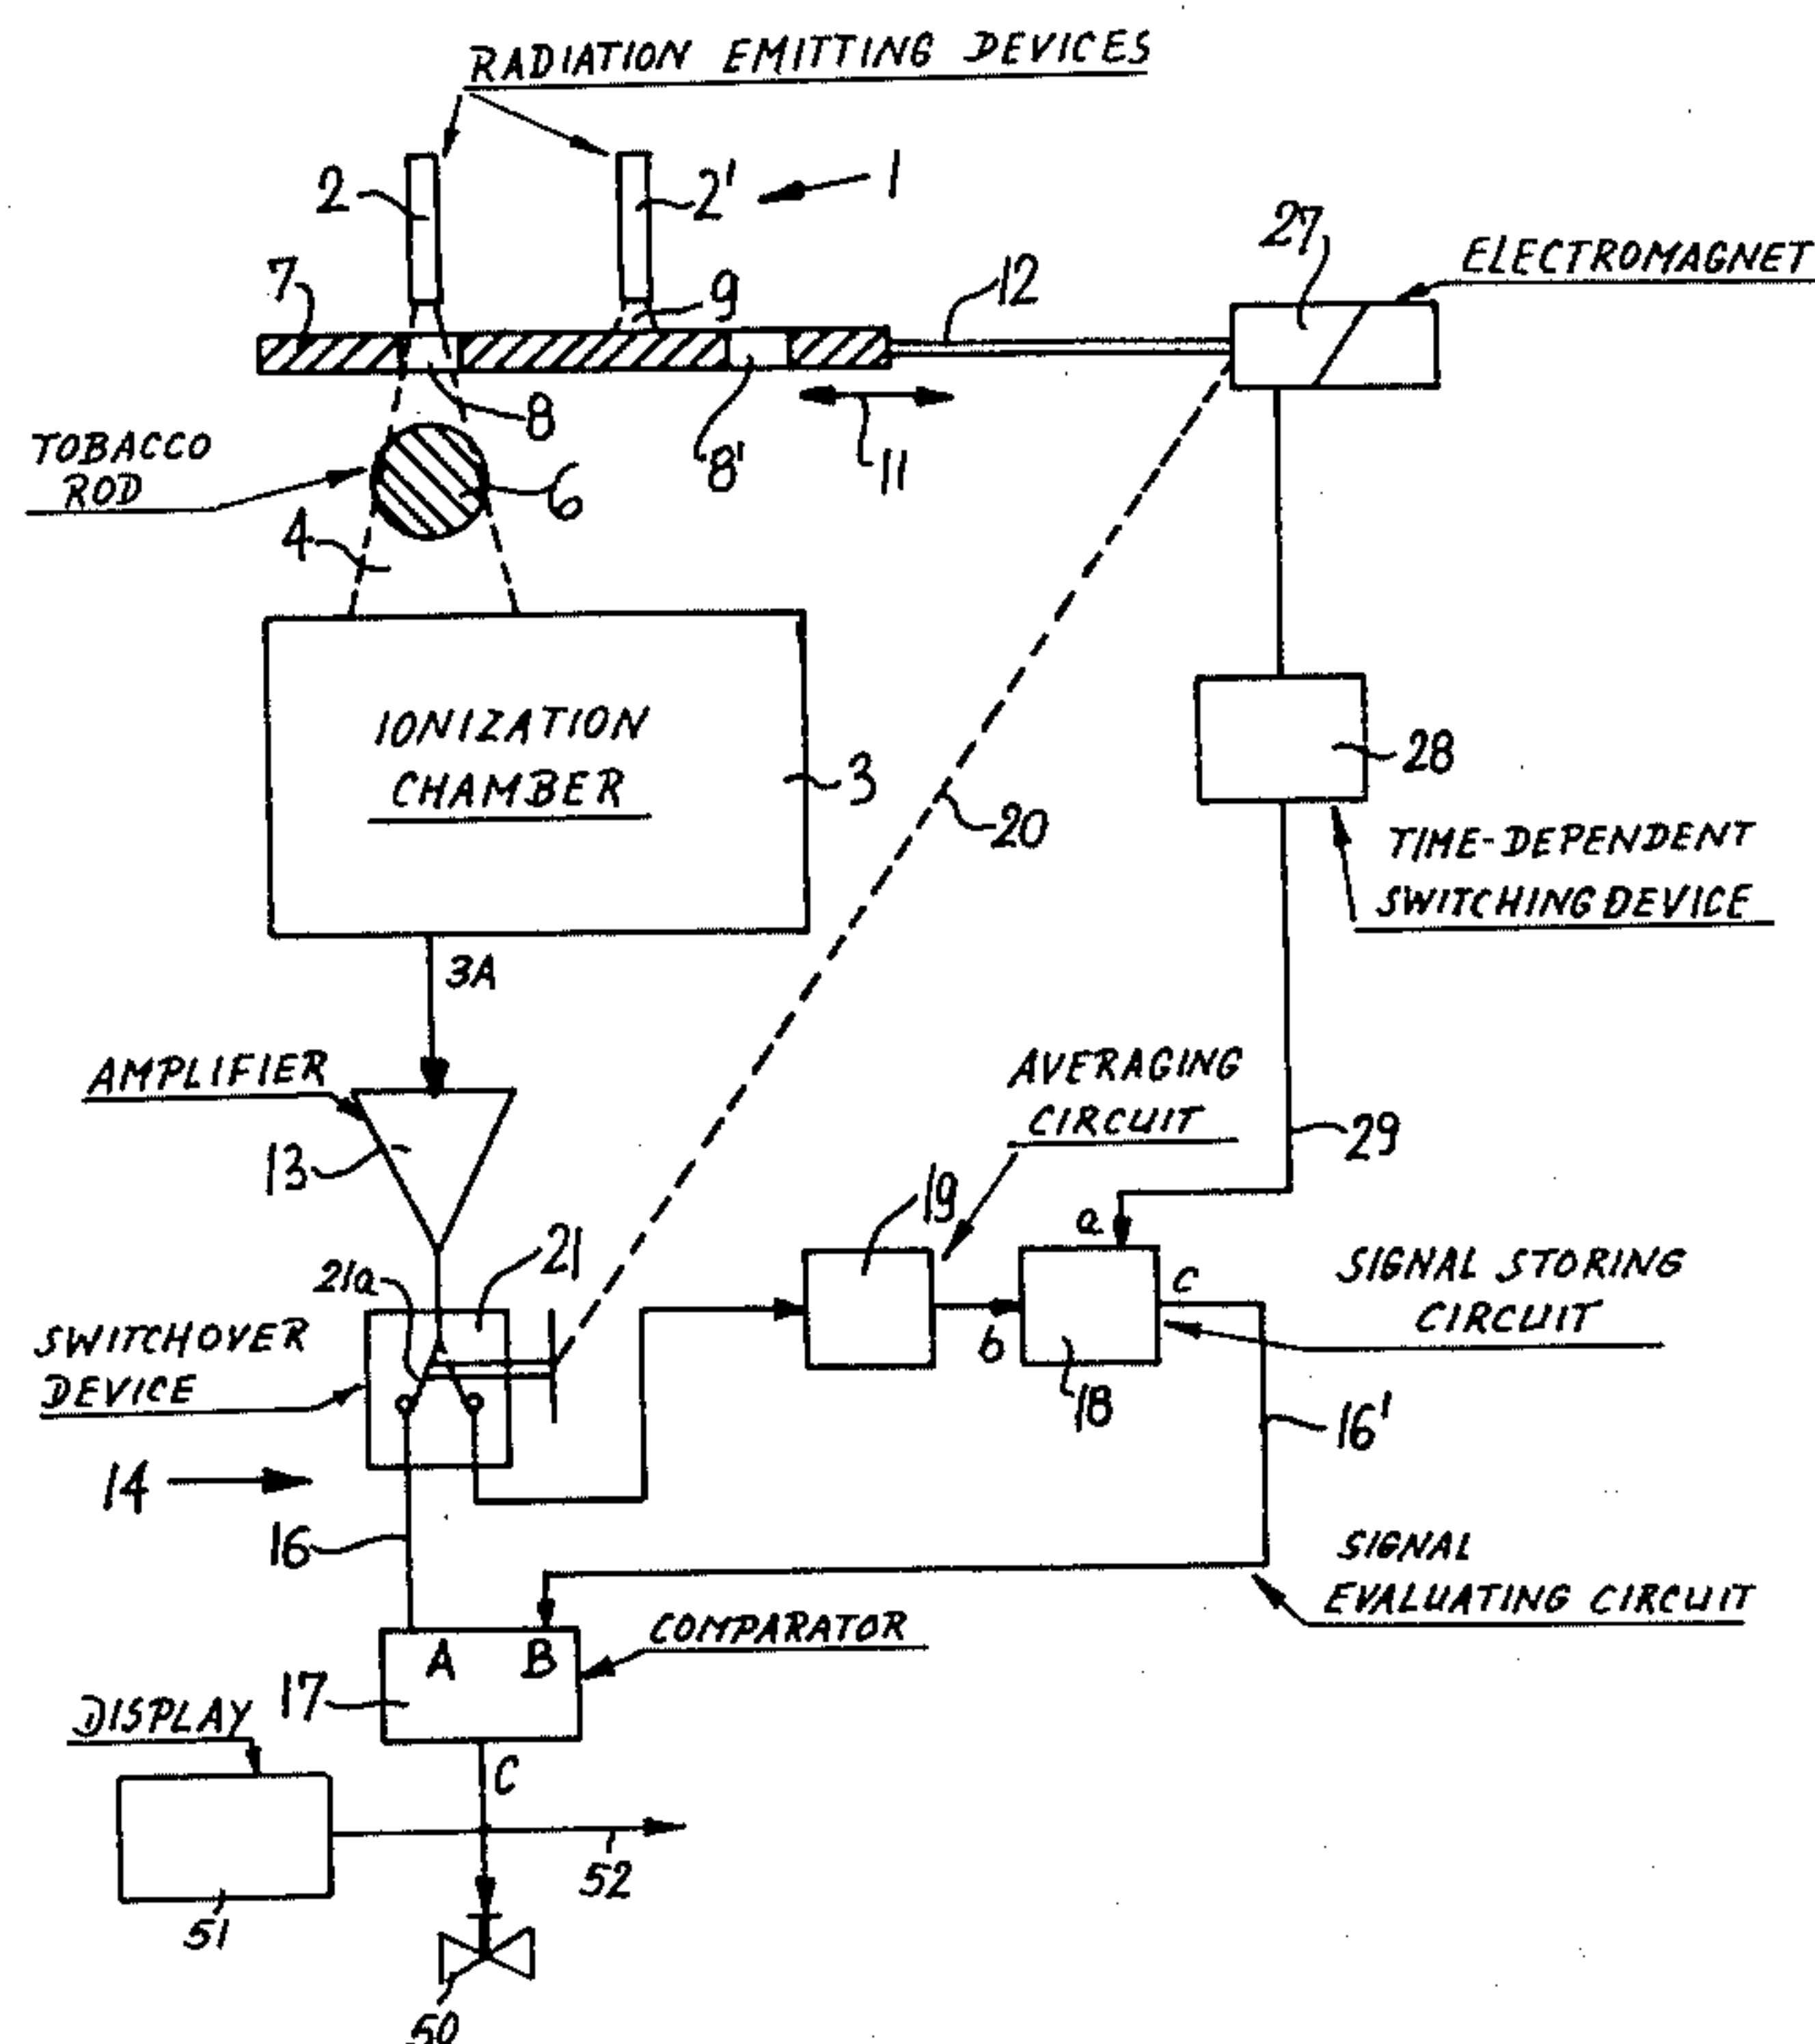 RADIATION EMITTING DEVICES
2
2'
1
27
ELECTROMAGNET
7
9
12
8
8'
11
TOBACCO
ROD
6
4
IONIZATION
CHAMBER
3
20
28
TIME-DEPENDENT
SWITCHING DEVICE
3A
AMPLIFIER
13
AVERAGING
CIRCUIT
29
19
a
21a
21
b
18
c
SIGNAL STORING
CIRCUIT
SWITCHOVER
DEVICE
14
16'
16
SIGNAL
EVALUATING CIRCUIT
A B
COMPARATOR
17
DISPLAY
C
52
51
50